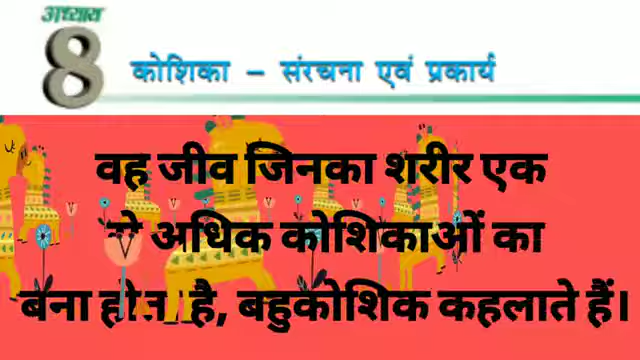 अध्याय
8 कोशिका – संरचना एवं प्रकार्य
वह जीव जिनका शरीर एक
अधिक कोशिकाओं का
बना होता है, बहुकोशिक कहलाते हैं।